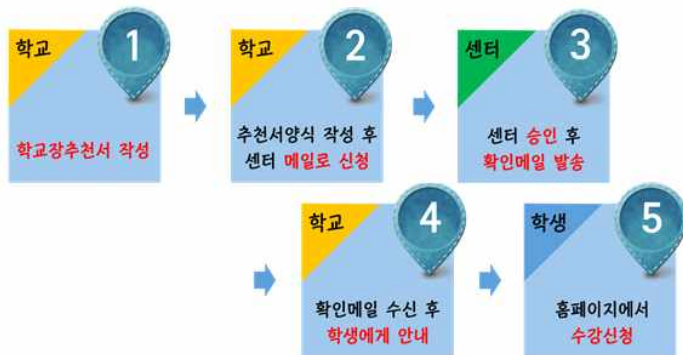 학교
1
학교장추천서 작성
학교
2
추천서양식 작성 후
센터 메일로 신청
센터
3
센터 승인 후
확인메일 발송
학교
4
확인메일 수신 후
학생에게 안내
학생
5
홈페이지에서
수강신청